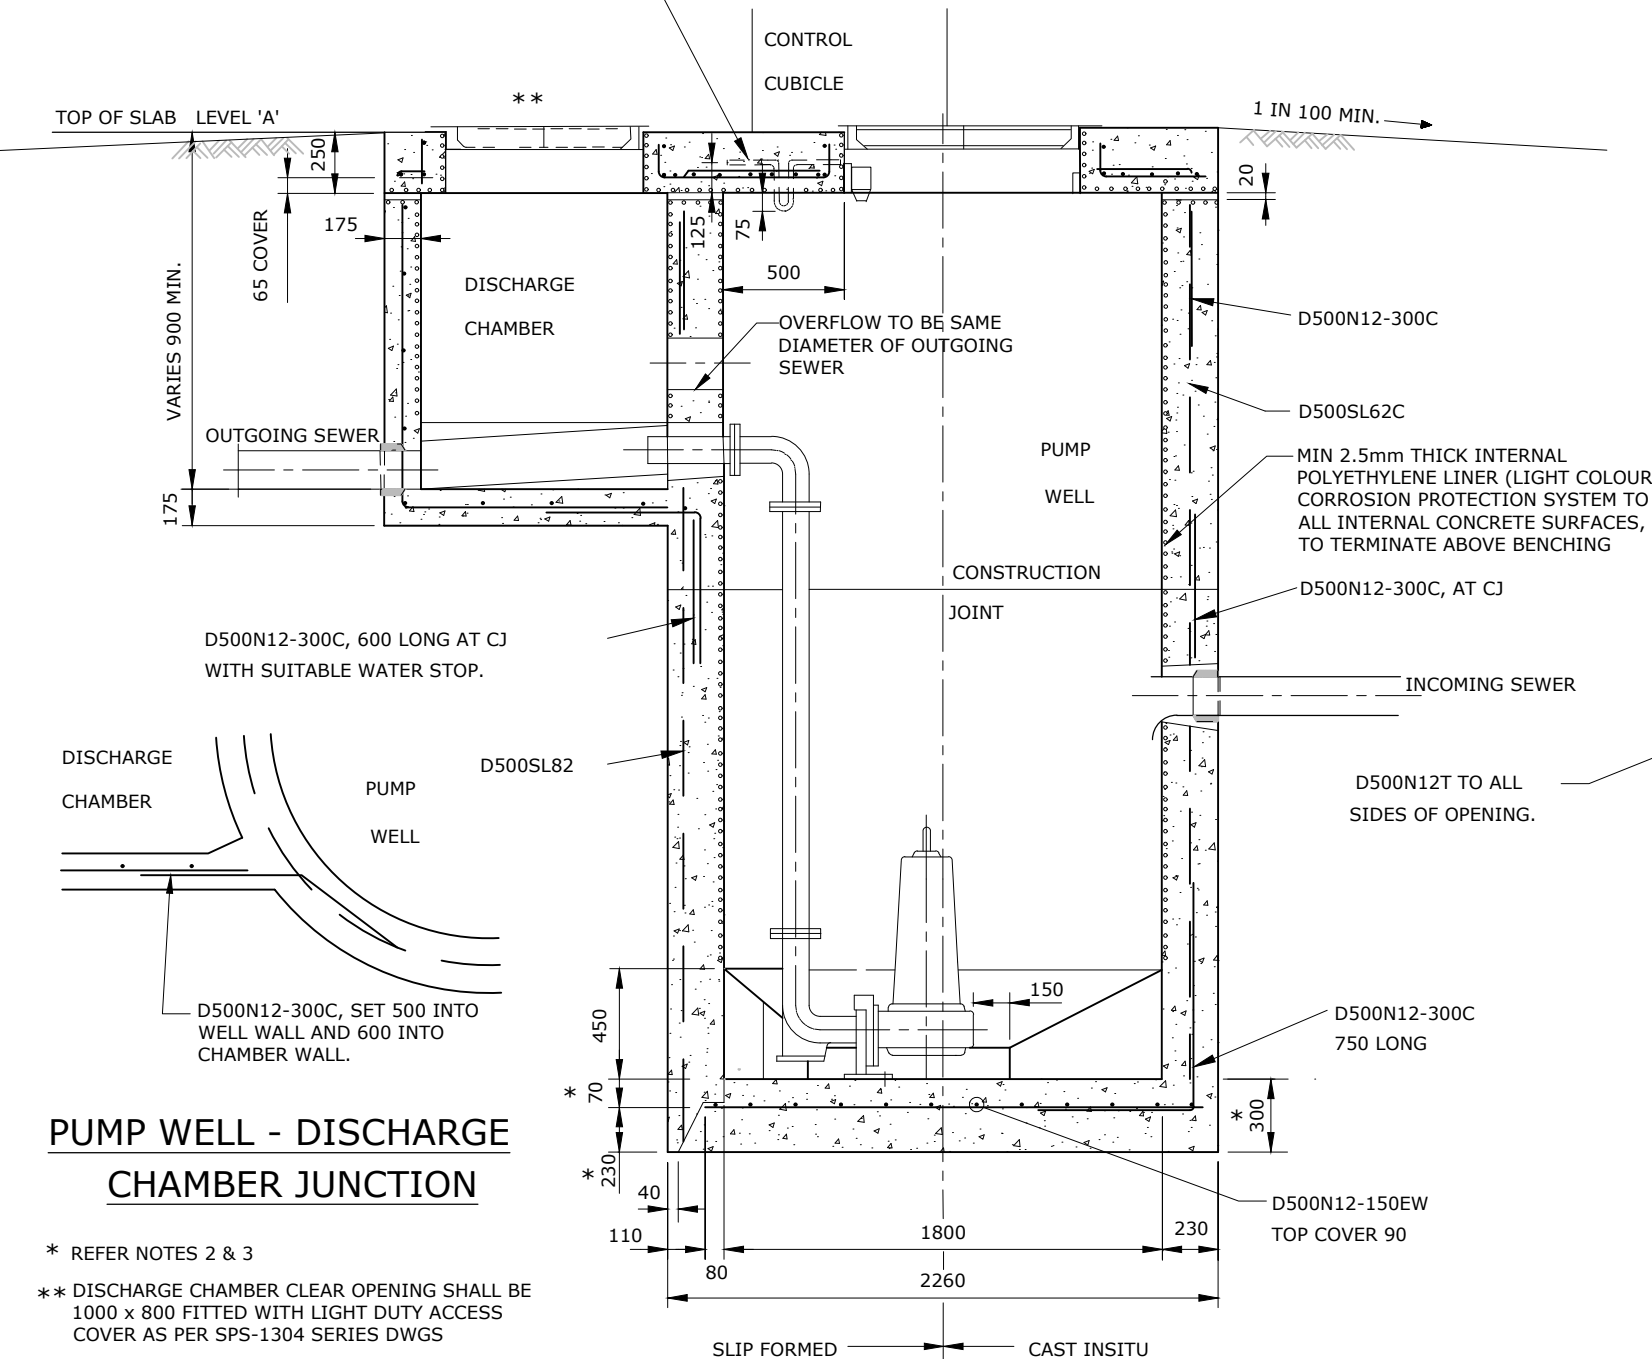 CONTROL
CUBICLE
**
TOP OF SLAB LEVEL 'A'
1 IN 100 MIN.
250
20
65 COVER
175
125
75
VARIES 900 MIN.
500
DISCHARGE
CHAMBER
OVERFLOW TO BE SAME
DIAMETER OF OUTGOING
SEWER
D500N12-300C
D500SL62C
OUTGOING SEWER
PUMP
WELL
MIN 2.5mm THICK INTERNAL
POLYETHYLENE LINER (LIGHT COLOUR
CORROSION PROTECTION SYSTEM TO
ALL INTERNAL CONCRETE SURFACES,
TO TERMINATE ABOVE BENCHING
175
CONSTRUCTION
JOINT
D500N12-300C, AT CJ
D500N12-300C, 600 LONG AT CJ
WITH SUITABLE WATER STOP.
INCOMING SEWER
DISCHARGE
CHAMBER
PUMP
WELL
D500SL82
D500N12T TO ALL
SIDES OF OPENING.
D500N12-300C, SET 500 INTO
WELL WALL AND 600 INTO
CHAMBER WALL.
450
150
D500N12-300C
750 LONG
* 70
* 300
* 230
PUMP WELL - DISCHARGE
CHAMBER JUNCTION
40
110
80
1800
230
2260
D500N12-150EW
TOP COVER 90
* REFER NOTES 2 & 3
** DISCHARGE CHAMBER CLEAR OPENING SHALL BE
1000 x 800 FITTED WITH LIGHT DUTY ACCESS
COVER AS PER SPS-1304 SERIES DWGS
SLIP FORMED
CAST INSITU